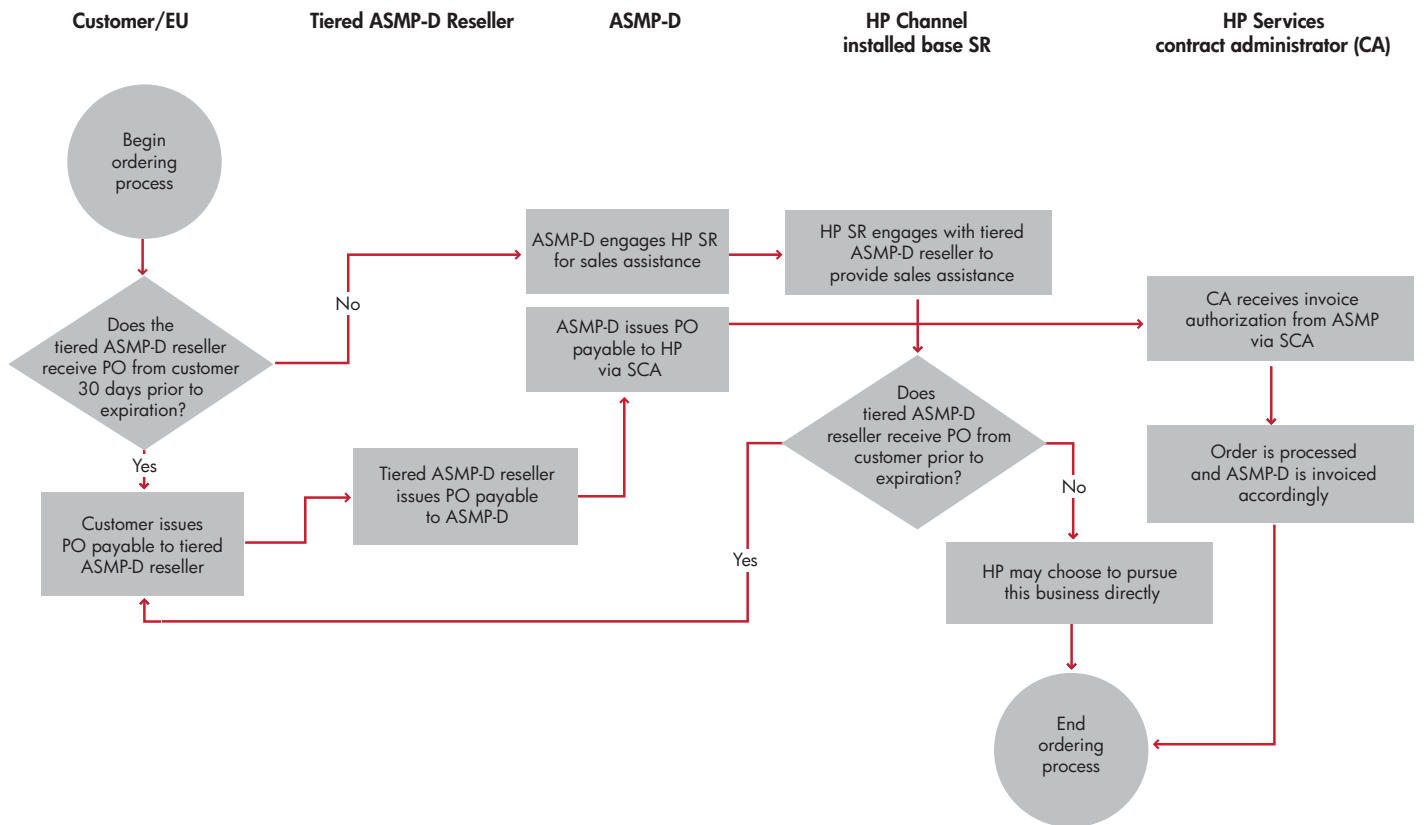 Customer/EU
Tiered ASMP-D Reseller
ASMP-D
HP Channel
installed base SR
HP Services
contract administrator (CA)
Begin
ordering
process
Does the
tiered ASMP-D reseller
receive PO from customer
30 days prior to
expiration?
No
Yes
Customer issues
PO payable to tiered
ASMP-D reseller
Tiered ASMP-D reseller
issues PO payable
to ASMP-D
ASMP-D engages HP SR
for sales assistance
ASMP-D issues PO
payable to HP
via SCA
HP SR engages with tiered
ASMP-D reseller to
provide sales assistance
Does
tiered ASMP-D
reseller receive PO from
customer prior to
expiration?
Yes
No
HP may choose to pursue
this business directly
CA receives invoice
authorization from ASMP
via SCA
Order is processed
and ASMP-D is invoiced
accordingly
End
ordering
process